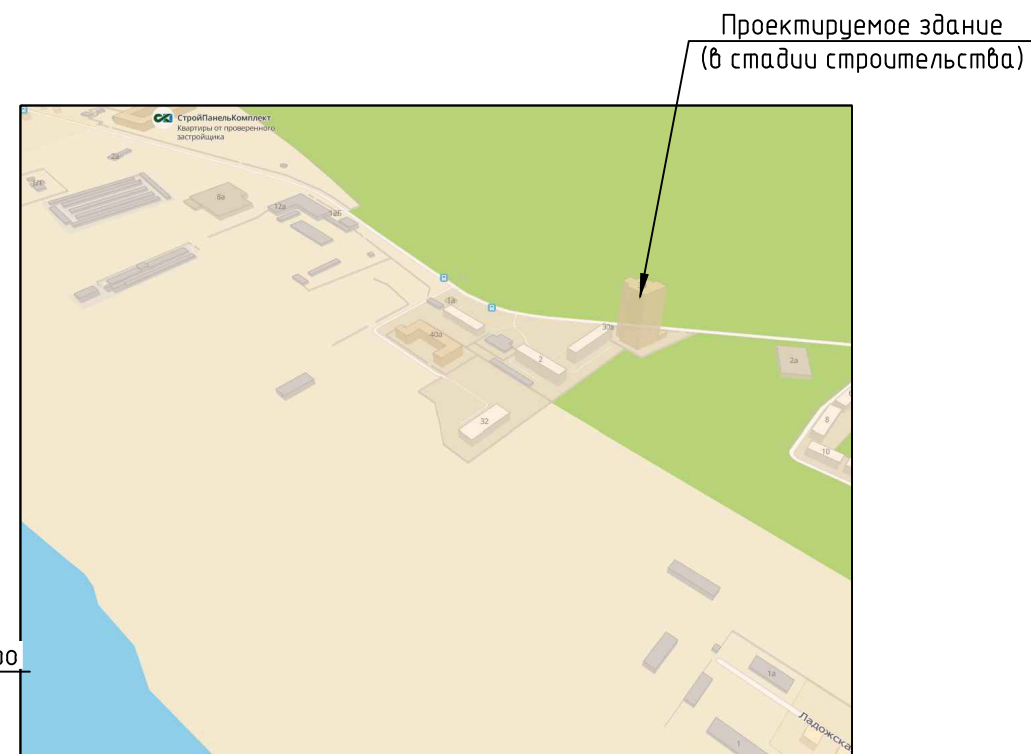 Проектируемое здание
(в стадии строительства)
СтройПанельКомплект
Квартиры от проверенного
застройщика
2а
8а
12а
12Б
1а
40а
30а
2
2а
32
8
10
1а
Ладожска
1